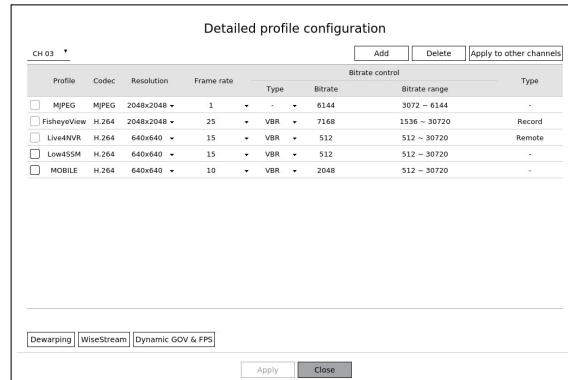 Detailed profile configuration
CH 03 Add Delete Apply to other channels
Profile Codec Resolution Frame rate Bitrate control Type
Type Bitrate Bitrate range
MJPEG MJPEG 2048x2048 1 - 6144 3072 ~ 6144 -
FisheyeView H.264 2048x2048 25 VBR 7168 1536 ~ 30720 Record
Live4NVR H.264 640x640 15 VBR 512 512 ~ 30720 Remote
Low4SSM H.264 640x640 15 VBR 512 512 ~ 30720 -
MOBILE H.264 640x640 10 VBR 2048 512 ~ 30720 -
Dewarping WiseStream Dynamic GOV & FPS
Apply Close